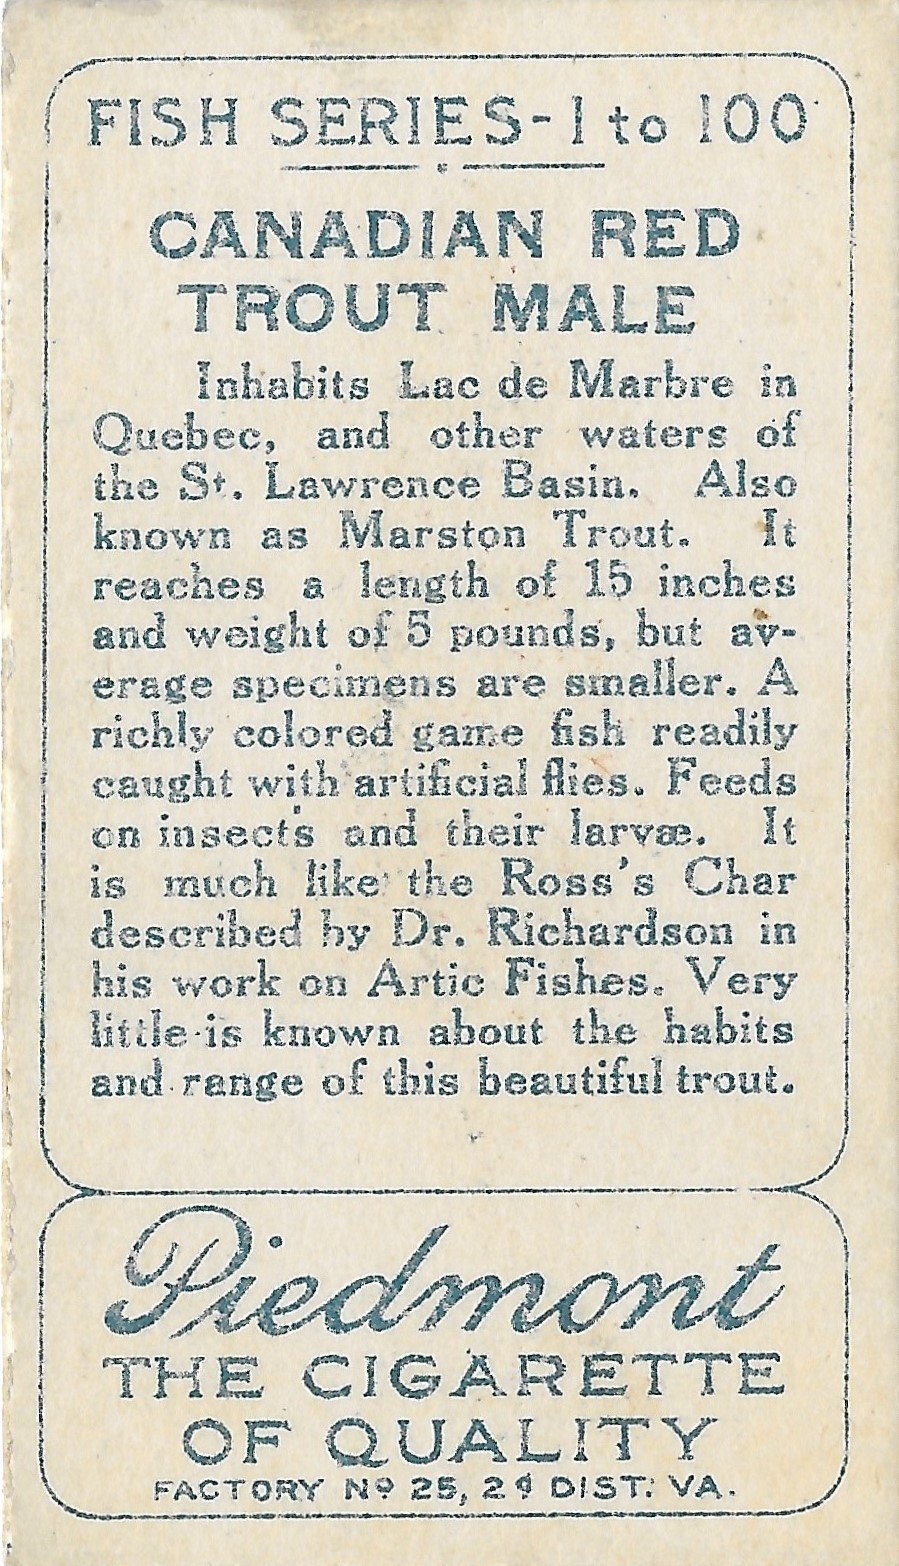 FISH SERIES-1 to 100
CANADIAN RED
TROUT MALE
Inhabits Lac de Marbre in
Quebec, and other waters of
the St. Lawrence Basin. Also
known as Marston Trout. It
reaches a length of 15 inches
and weight of 5 pounds, but av-
erage specimens are smaller. A
richly colored game fish readily
caught with artificial flies. Feeds
on insects and their larvæ. It
is much like the Ross's Char
described by Dr. Richardson in
his work on Artic Fishes. Very
little is known about the habits
and range of this beautiful trout.
Piedmont
THE CIGARETTE
OF QUALITY
FACTORY Nº 25, 2d DIST. VA.